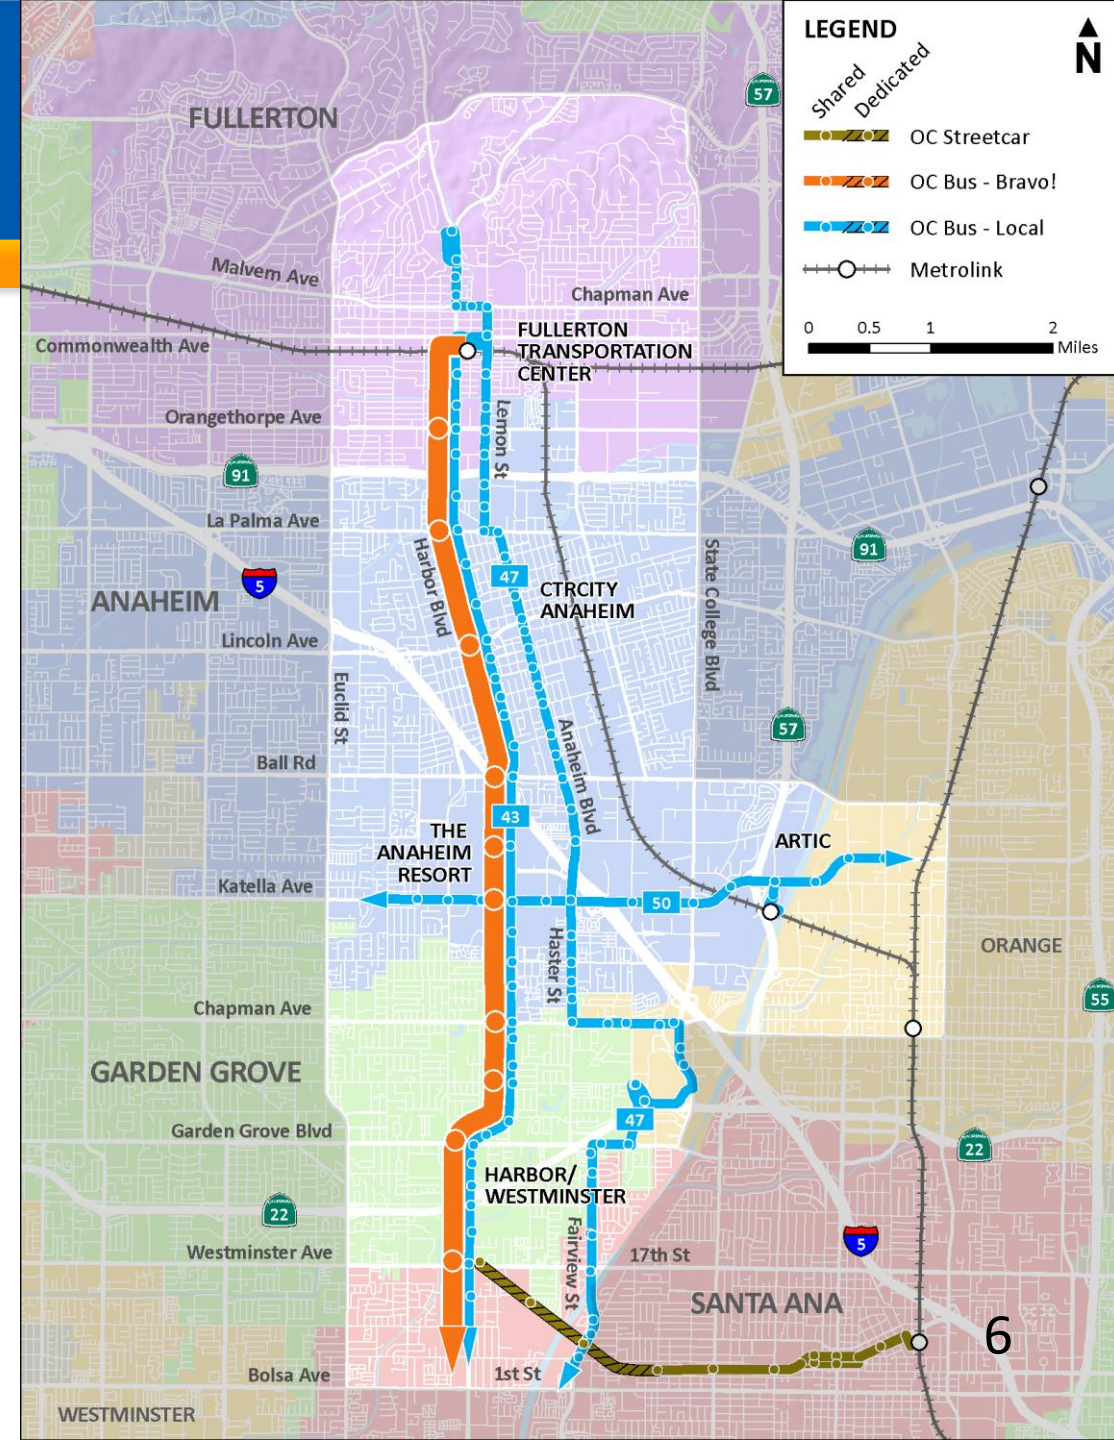 LEGEND
N
Shared
Dedicated
OC Streetcar
OC Bus - Bravo!
OC Bus - Local
Metrolink
0 0.5 1 2
Miles
57
FULLERTON
Malvern Ave
Chapman Ave
Commonwealth Ave
FULLERTON
TRANSPORTATION
CENTER
Orangethorpe Ave
Lemon St
91
La Palma Ave
91
5
Harbor Blvd
State College Blvd
47
CTRCITY
ANAHEIM
ANAHEIM
Lincoln Ave
Euclid St
57
Anaheim Blvd
Ball Rd
43
THE
ANAHEIM
RESORT
ARTIC
Katella Ave
50
Haster St
ORANGE
55
Chapman Ave
GARDEN GROVE
47
Garden Grove Blvd
22
HARBOR/
WESTMINSTER
22
Fairview St
5
Westminster Ave
17th St
SANTA ANA
6
Bolsa Ave
1st St
WESTMINSTER